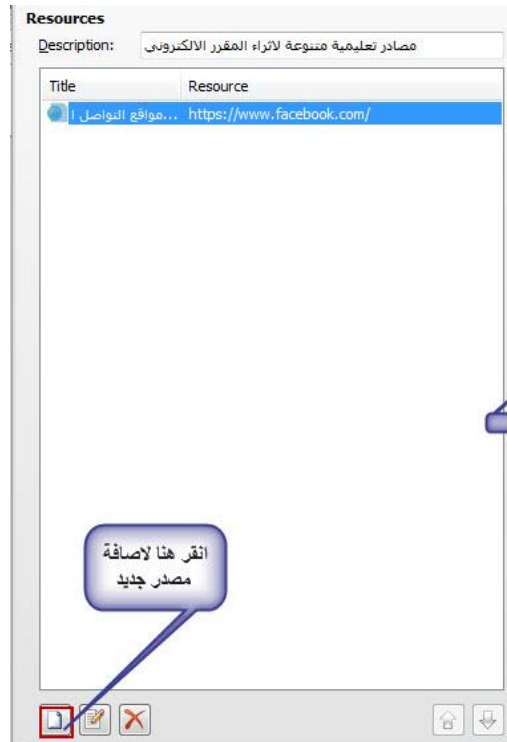 Resources
Description: مصادر تعليمية متنوعة لاثراء المقرر الالكترونى
Title Resource
مواقع التواصل ا... https://www.facebook.com/
انقر هنا لاصافة
مصدر جديد